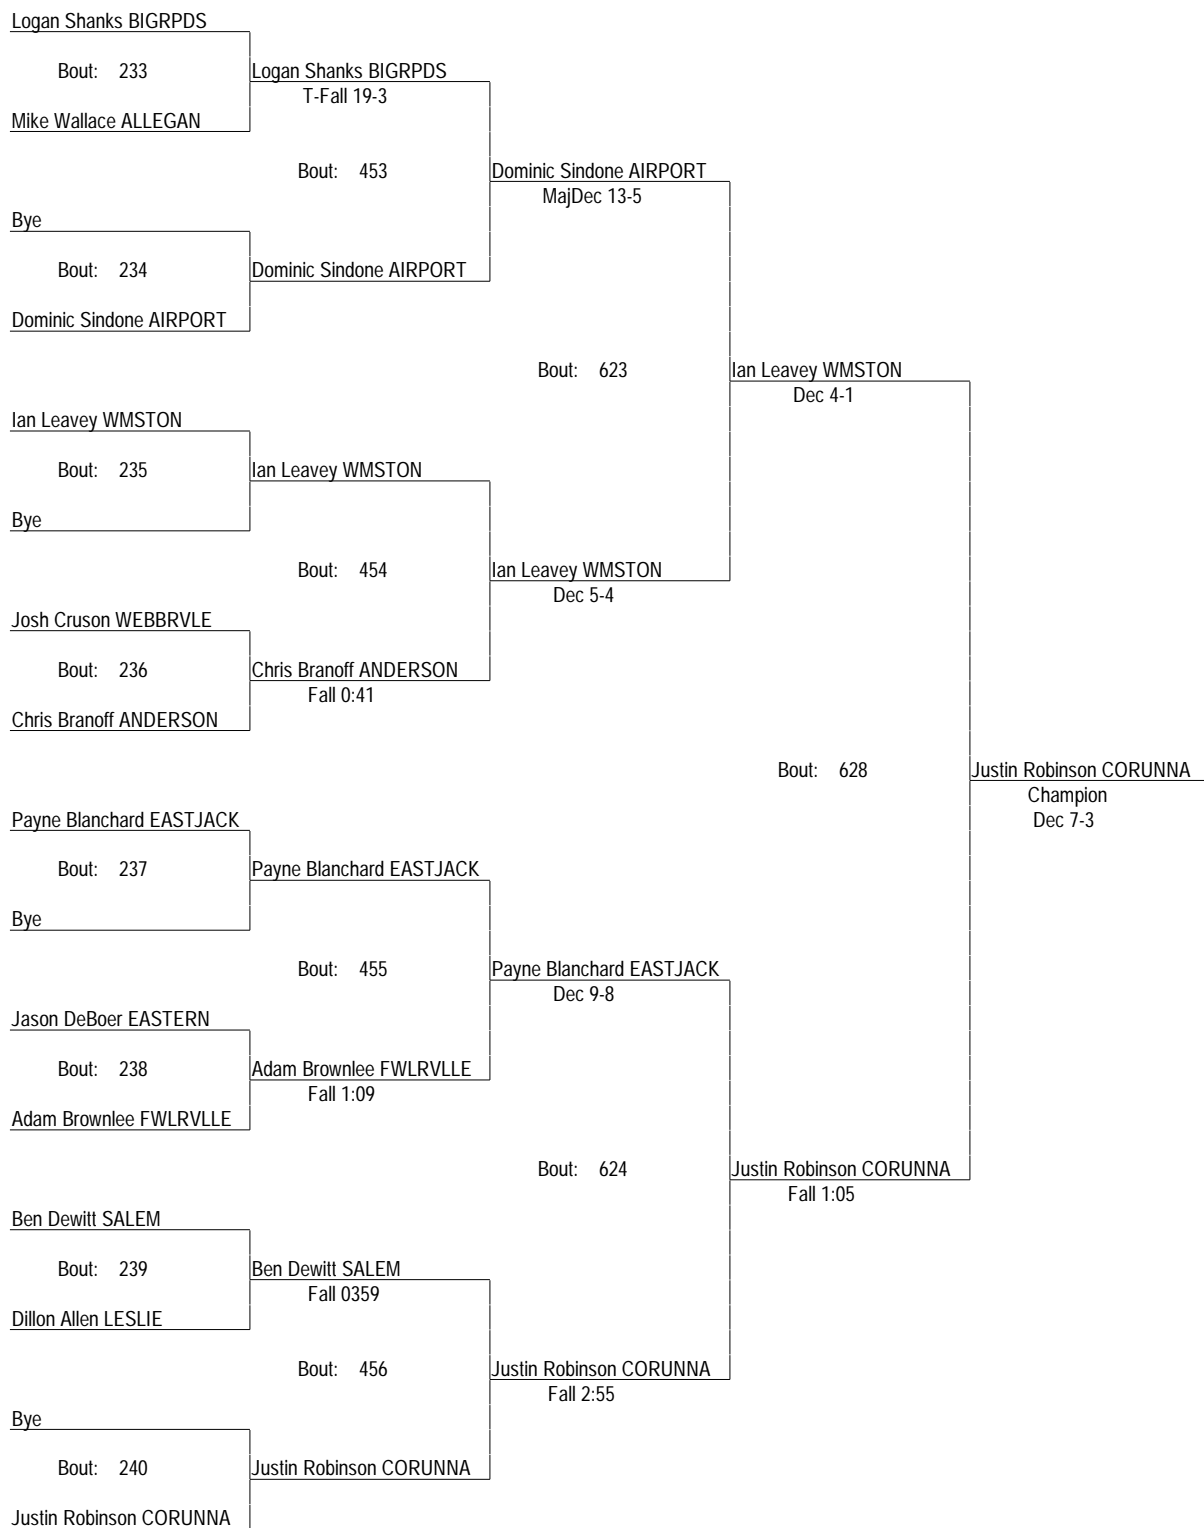 Logan Shanks BIGRPDS
Bout: 233 Logan Shanks BIGRPDS
T-Fall 19-3
Mike Wallace ALLEGAN
Bout: 453 Dominic Sindone AIRPORT
MajDec 13-5
Bye
Bout: 234 Dominic Sindone AIRPORT
Dominic Sindone AIRPORT
Bout: 623 Ian Leavey WMSTON
Dec 4-1
Ian Leavey WMSTON
Bout: 235 Ian Leavey WMSTON
Bye
Bout: 454 Ian Leavey WMSTON
Dec 5-4
Josh Cruson WEBBRVLE
Bout: 236 Chris Branoff ANDERSON
Fall 0:41
Chris Branoff ANDERSON
Bout: 628 Justin Robinson CORUNNA
Champion
Dec 7-3
Payne Blanchard EASTJACK
Bout: 237 Payne Blanchard EASTJACK
Bye
Bout: 455 Payne Blanchard EASTJACK
Dec 9-8
Jason DeBoer EASTERN
Bout: 238 Adam Brownlee FWLRVLLE
Fall 1:09
Adam Brownlee FWLRVLLE
Bout: 624 Justin Robinson CORUNNA
Fall 1:05
Ben Dewitt SALEM
Bout: 239 Ben Dewitt SALEM
Fall 0359
Dillon Allen LESLIE
Bout: 456 Justin Robinson CORUNNA
Fall 2:55
Bye
Bout: 240 Justin Robinson CORUNNA
Justin Robinson CORUNNA